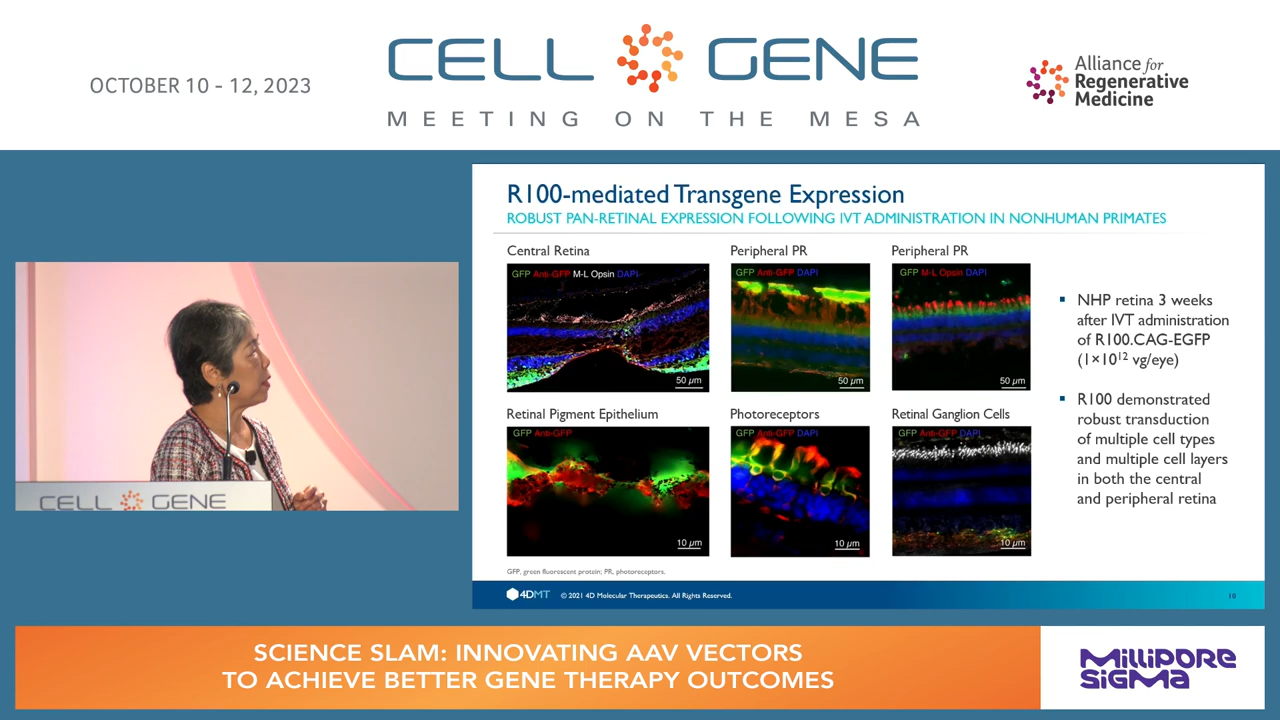 OCTOBER 10 - 12, 2023
CELL GENE
MEETING ON THE MESA
Alliance for
Regenerative
Medicine
R100-mediated Transgene Expression
ROBUST PAN-RETINAL EXPRESSION FOLLOWING IVT ADMINISTRATION IN NONHUMAN PRIMATES
Central Retina
GFP Anti-GFP M-L Opsin DAPI
50 µm
Peripheral PR
GFP Anti-GFP DAPI
50 µm
Peripheral PR
GFP M-L Opsin DAPI
50 µm
Retinal Pigment Epithelium
GFP Anti-GFP
10 µm
Photoreceptors
GFP Anti-GFP DAPI
10 µm
Retinal Ganglion Cells
GFP Anti-GFP DAPI
10 µm
▪ NHP retina 3 weeks
after IVT administration
of R100.CAG-EGFP
(1×10¹² vg/eye)
▪ R100 demonstrated
robust transduction
of multiple cell types
and multiple cell layers
in both the central
and peripheral retina
GFP, green fluorescent protein; PR, photoreceptors.
4DMT © 2021 4D Molecular Therapeutics. All Rights Reserved. 10
CELL GENE
SCIENCE SLAM: INNOVATING AAV VECTORS
TO ACHIEVE BETTER GENE THERAPY OUTCOMES
MilliporE
SigMa